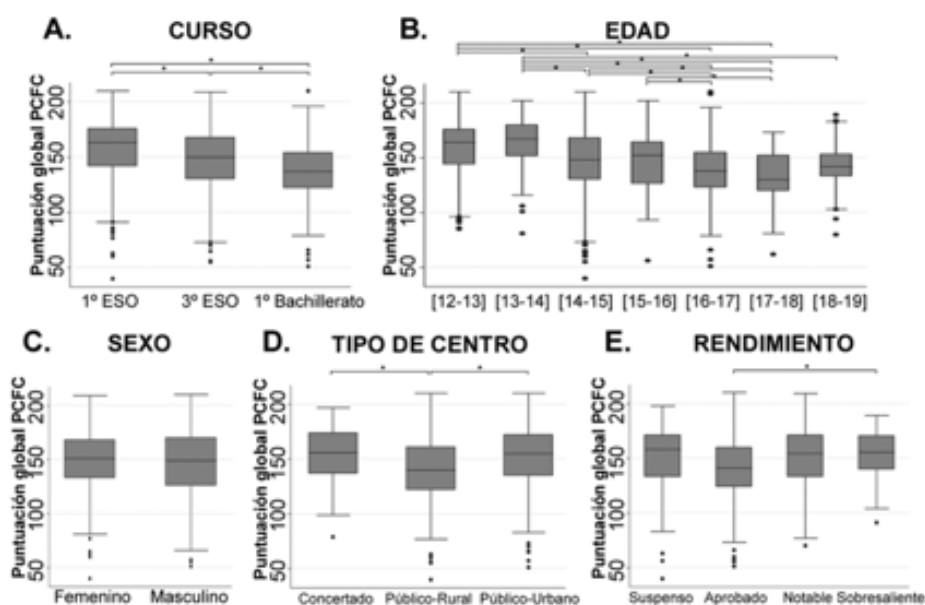 A. CURSO
Puntuación global PCFC
200
150
100
50
1º ESO 3º ESO 1º Bachillerato
B. EDAD
Puntuación global PCFC
200
150
100
50
[12-13] [13-14] [14-15] [15-16] [16-17] [17-18] [18-19]
C. SEXO
Puntuación global PCFC
200
150
100
50
Femenino Masculino
D. TIPO DE CENTRO
Puntuación global PCFC
200
150
100
50
Concertado Público-Rural Público-Urbano
E. RENDIMIENTO
Puntuación global PCFC
200
150
100
50
Suspenso Aprobado Notable Sobresaliente